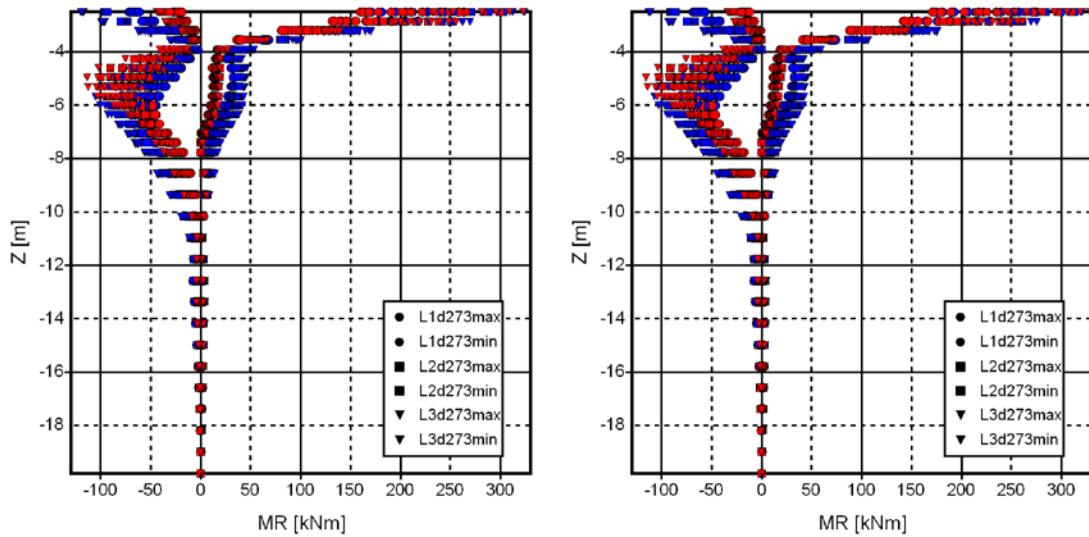 -4
-6
-8
-10
-12
-14
-16
-18
Z [m]
-100 -50 0 50 100 150 200 250 300
MR [kNm]
L1d273max
L1d273min
L2d273max
L2d273min
L3d273max
L3d273min
-4
-6
-8
-10
-12
-14
-16
-18
Z [m]
-100 -50 0 50 100 150 200 250 300
MR [kNm]
L1d273max
L1d273min
L2d273max
L2d273min
L3d273max
L3d273min